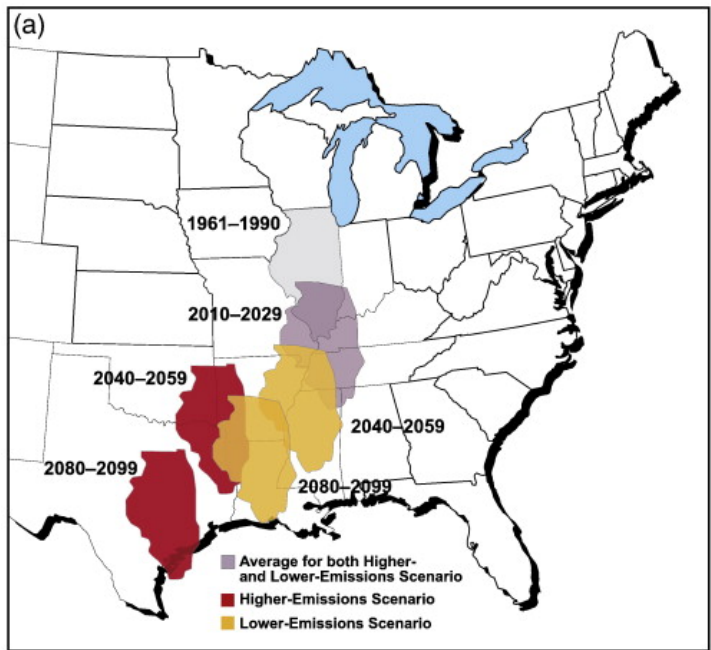 (a)
1961–1990
2010–2029
2040–2059
2040–2059
2080–2099
2080–2099
Average for both Higher-
and Lower-Emissions Scenario
Higher-Emissions Scenario
Lower-Emissions Scenario